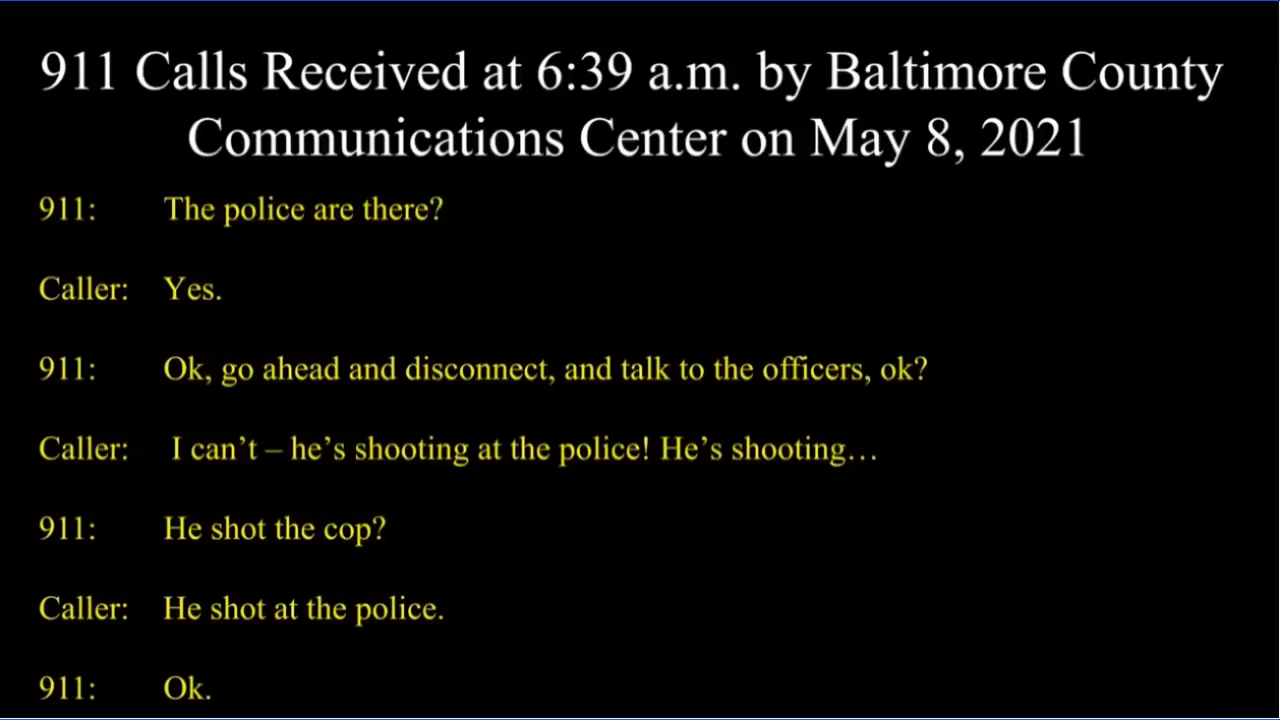 911 Calls Received at 6:39 a.m. by Baltimore County
Communications Center on May 8, 2021
911: The police are there?
Caller: Yes.
911: Ok, go ahead and disconnect, and talk to the officers, ok?
Caller: I can’t – he’s shooting at the police! He’s shooting…
911: He shot the cop?
Caller: He shot at the police.
911: Ok.